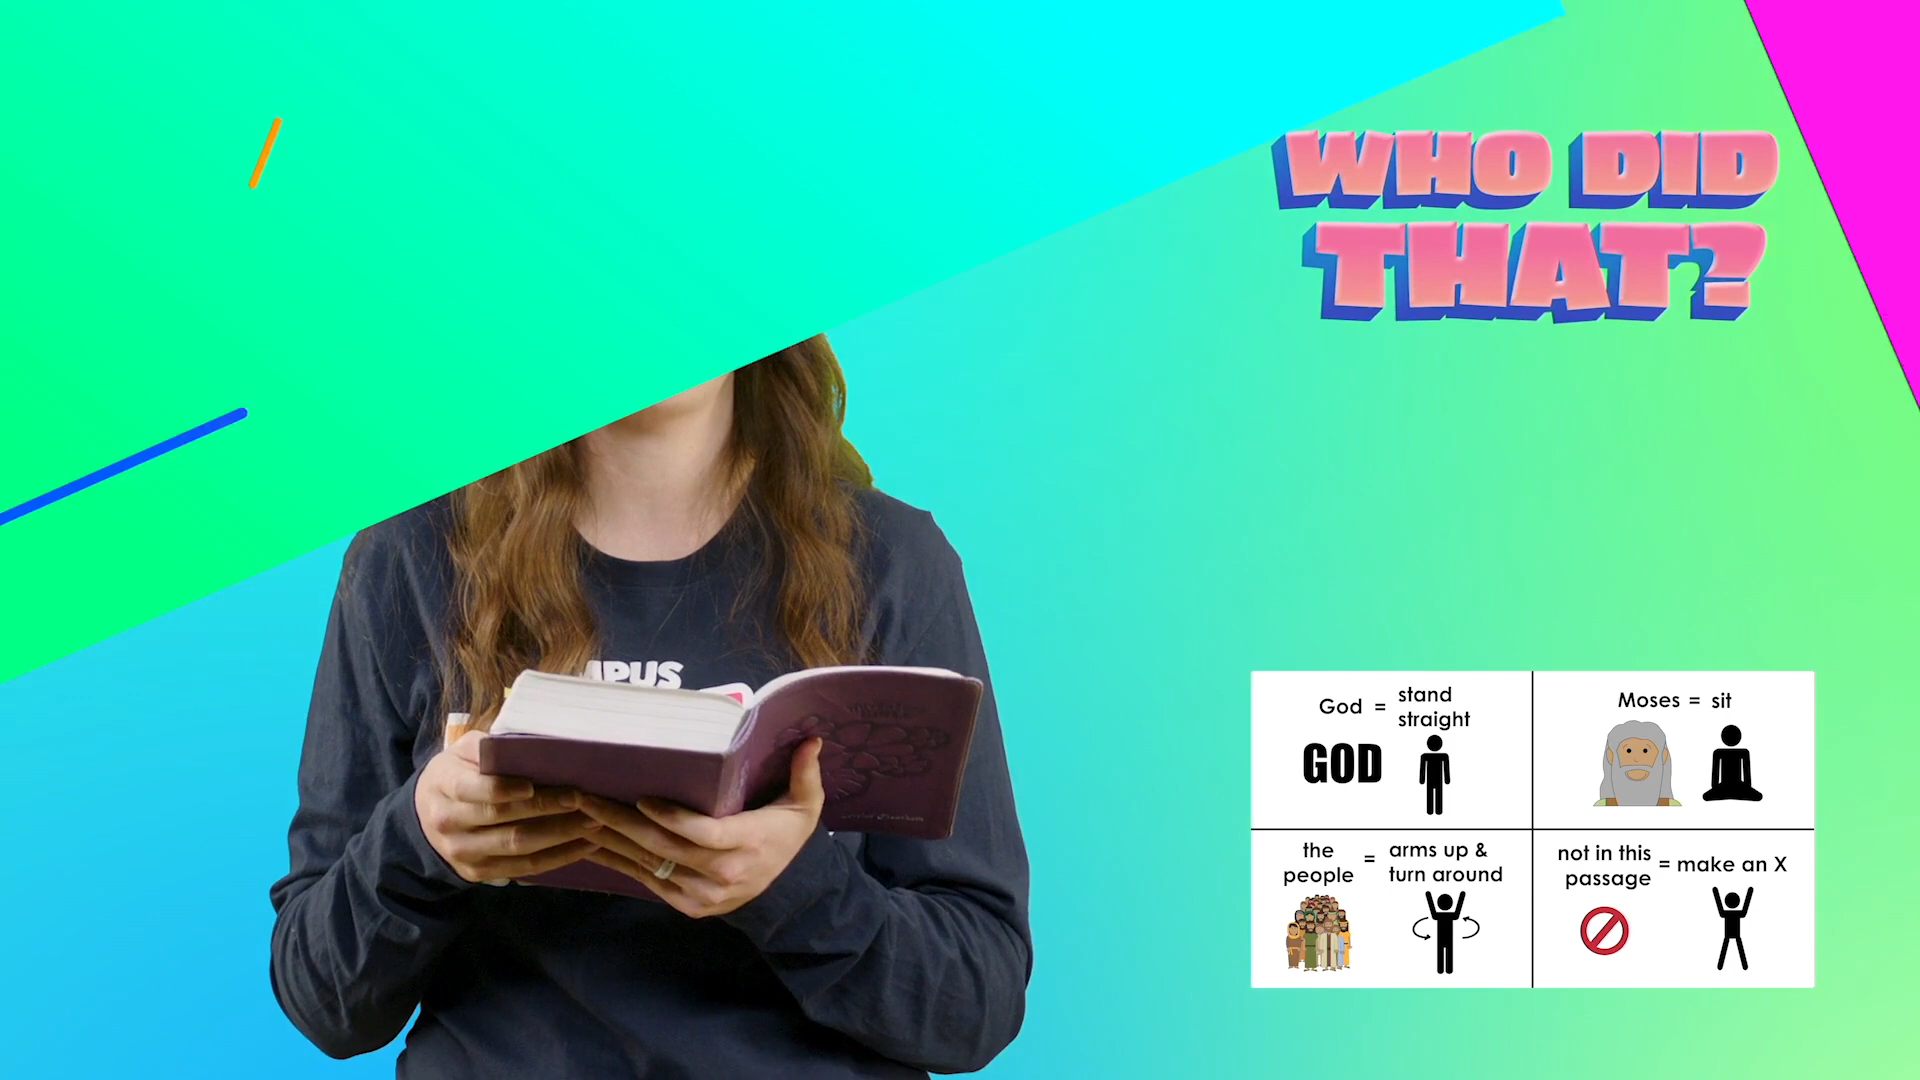 WHO DID
THAT?
MPUS
God = stand
straight
GOD
Moses = sit
the
people = arms up &
turn around
not in this
passage = make an X